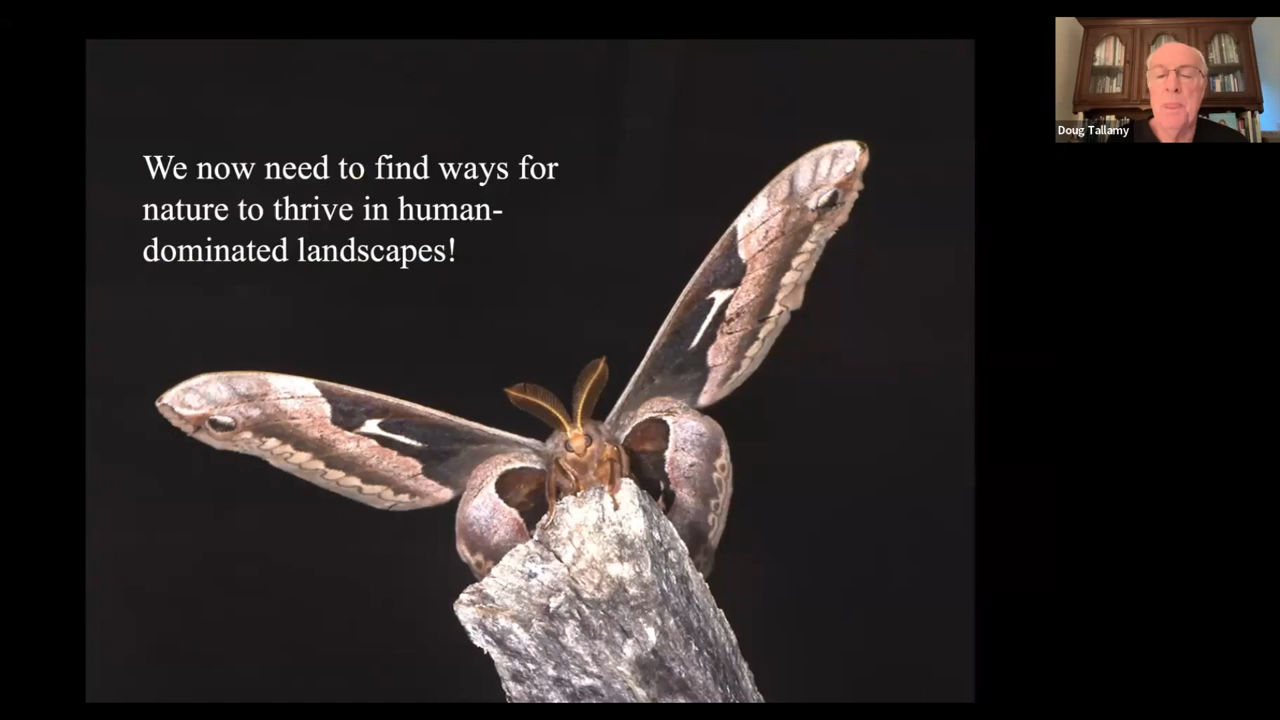 We now need to find ways for
nature to thrive in human-
dominated landscapes!
Doug Tallamy